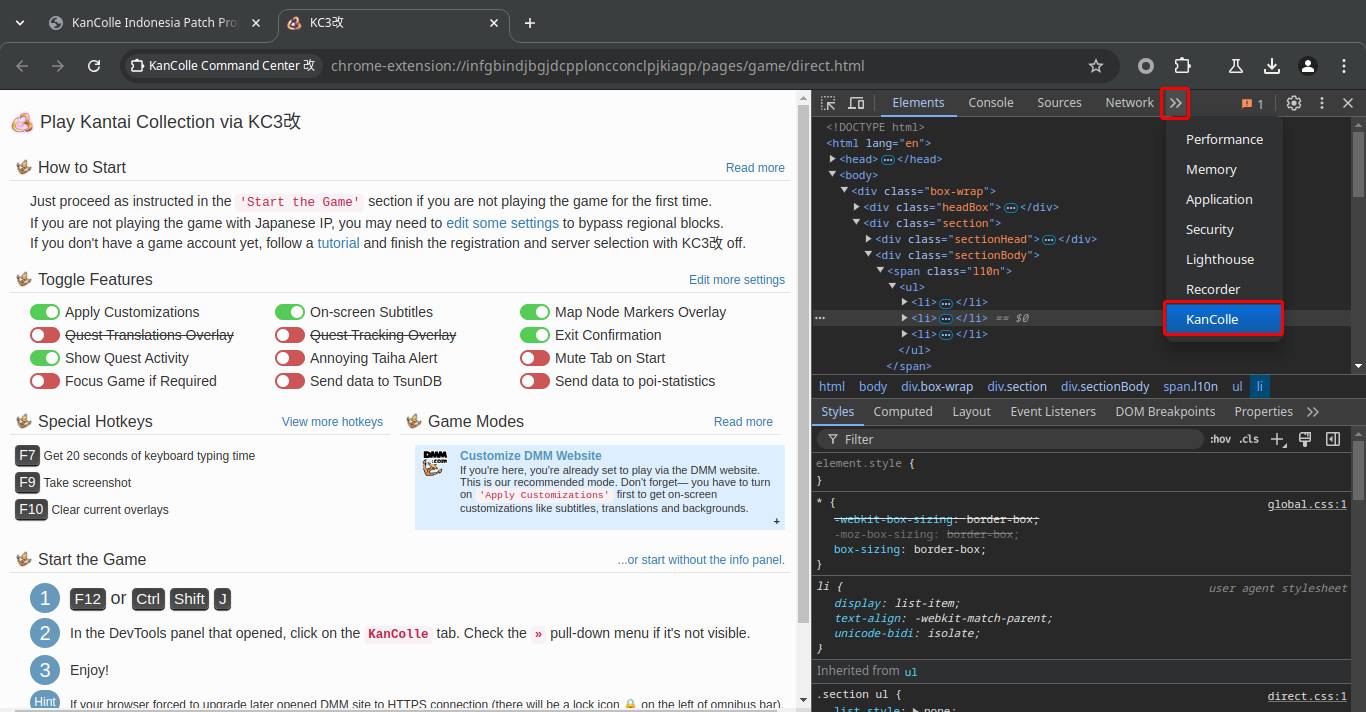 KanColle Indonesia Patch Pro
KC3改
KanColle Command Center 改
chrome-extension://infgbindjbgjdcpploncconclpjkiagp/pages/game/direct.html
Play Kantai Collection via KC3改
How to Start
Read more
Just proceed as instructed in the 'Start the Game' section if you are not playing the game for the first time.
If you are not playing the game with Japanese IP, you may need to edit some settings to bypass regional blocks.
If you don't have a game account yet, follow a tutorial and finish the registration and server selection with KC3改 off.
Toggle Features
Edit more settings
Apply Customizations
On-screen Subtitles
Map Node Markers Overlay
Quest Translations Overlay
Quest Tracking Overlay
Exit Confirmation
Show Quest Activity
Annoying Taiha Alert
Mute Tab on Start
Focus Game if Required
Send data to TsunDB
Send data to poi-statistics
Special Hotkeys
View more hotkeys
F7 Get 20 seconds of keyboard typing time
F9 Take screenshot
F10 Clear current overlays
Game Modes
Read more
DMM.com
Customize DMM Website
If you're here, you're already set to play via the DMM website.
This is our recommended mode. Don't forget— you have to turn
on 'Apply Customizations' first to get on-screen
customizations like subtitles, translations and backgrounds.
+
Start the Game
...or start without the info panel.
1 F12 or Ctrl Shift J
2 In the DevTools panel that opened, click on the KanColle tab. Check the » pull-down menu if it's not visible.
3 Enjoy!
Hint If your browser forced to upgrade later opened DMM site to HTTPS connection (there will be a lock icon 🔒 on the left of omnibus bar),
Elements Console Sources Network » 1
Performance
Memory
Application
Security
Lighthouse
Recorder
KanColle
<!DOCTYPE html>
<html lang="en">
<head>⋯</head>
<body>
<div class="box-wrap">
<div class="headBox">⋯</div>
<div class="section">
<div class="sectionHead">⋯</div>
<div class="sectionBody">
<span class="l10n">
<ul>
<li>⋯</li>
⋯ <li>⋯</li> == $0
<li>⋯</li>
</ul>
</span>
html body div.box-wrap div.section div.sectionBody span.l10n ul li
Styles Computed Layout Event Listeners DOM Breakpoints Properties »
Filter
:hov .cls +
element.style {
}
* {
global.css:1
-webkit-box-sizing: border-box;
-moz-box-sizing: border-box;
box-sizing: border-box;
}
li {
user agent stylesheet
display: list-item;
text-align: -webkit-match-parent;
unicode-bidi: isolate;
}
Inherited from ul
.section ul {
direct.css:1
list-style: none;